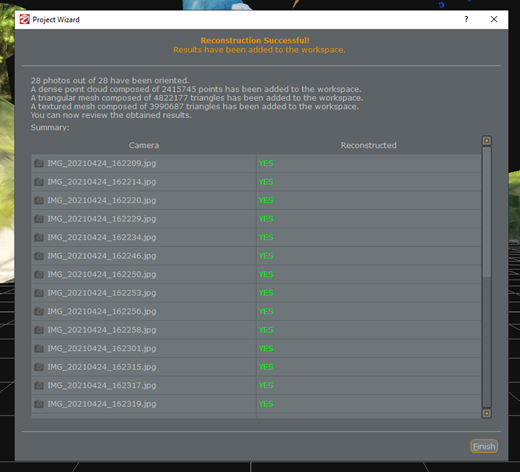 Project Wizard
?
Reconstruction Successful!
Results have been added to the workspace.
28 photos out of 28 have been oriented.
A dense point cloud composed of 2415745 points has been added to the workspace.
A triangular mesh composed of 4822177 triangles has been added to the workspace.
A textured mesh composed of 3990687 triangles has been added to the workspace.
You can now review the obtained results.
Summary:
Camera Reconstructed
IMG_20210424_162209.jpg YES
IMG_20210424_162214.jpg YES
IMG_20210424_162220.jpg YES
IMG_20210424_162229.jpg YES
IMG_20210424_162234.jpg YES
IMG_20210424_162246.jpg YES
IMG_20210424_162250.jpg YES
IMG_20210424_162253.jpg YES
IMG_20210424_162256.jpg YES
IMG_20210424_162258.jpg YES
IMG_20210424_162301.jpg YES
IMG_20210424_162315.jpg YES
IMG_20210424_162317.jpg YES
IMG_20210424_162319.jpg YES
Finish